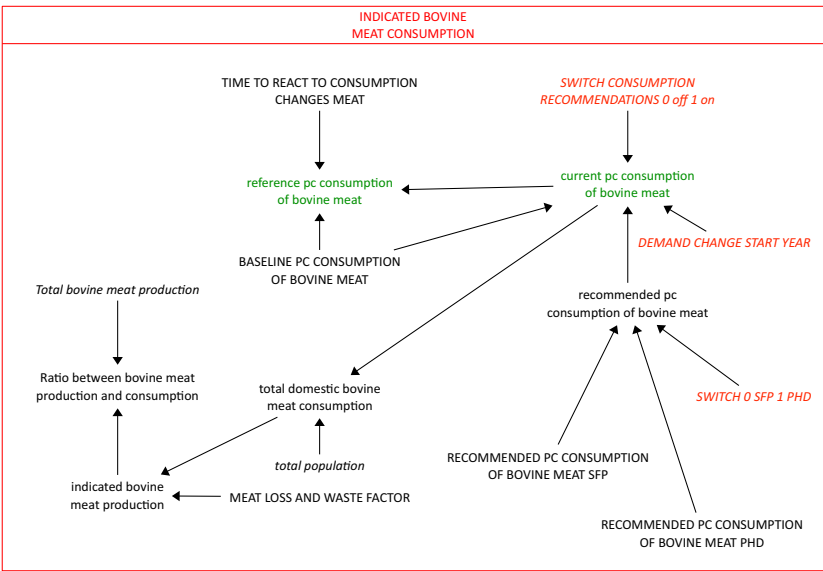 INDICATED BOVINE
MEAT CONSUMPTION
TIME TO REACT TO CONSUMPTION
CHANGES MEAT
SWITCH CONSUMPTION
RECOMMENDATIONS 0 off 1 on
reference pc consumption
of bovine meat
current pc consumption
of bovine meat
BASELINE PC CONSUMPTION
OF BOVINE MEAT
DEMAND CHANGE START YEAR
Total bovine meat production
recommended pc
consumption of bovine meat
Ratio between bovine meat
production and consumption
total domestic bovine
meat consumption
SWITCH 0 SFP 1 PHD
total population
RECOMMENDED PC CONSUMPTION
OF BOVINE MEAT SFP
indicated bovine
meat production
MEAT LOSS AND WASTE FACTOR
RECOMMENDED PC CONSUMPTION
OF BOVINE MEAT PHD